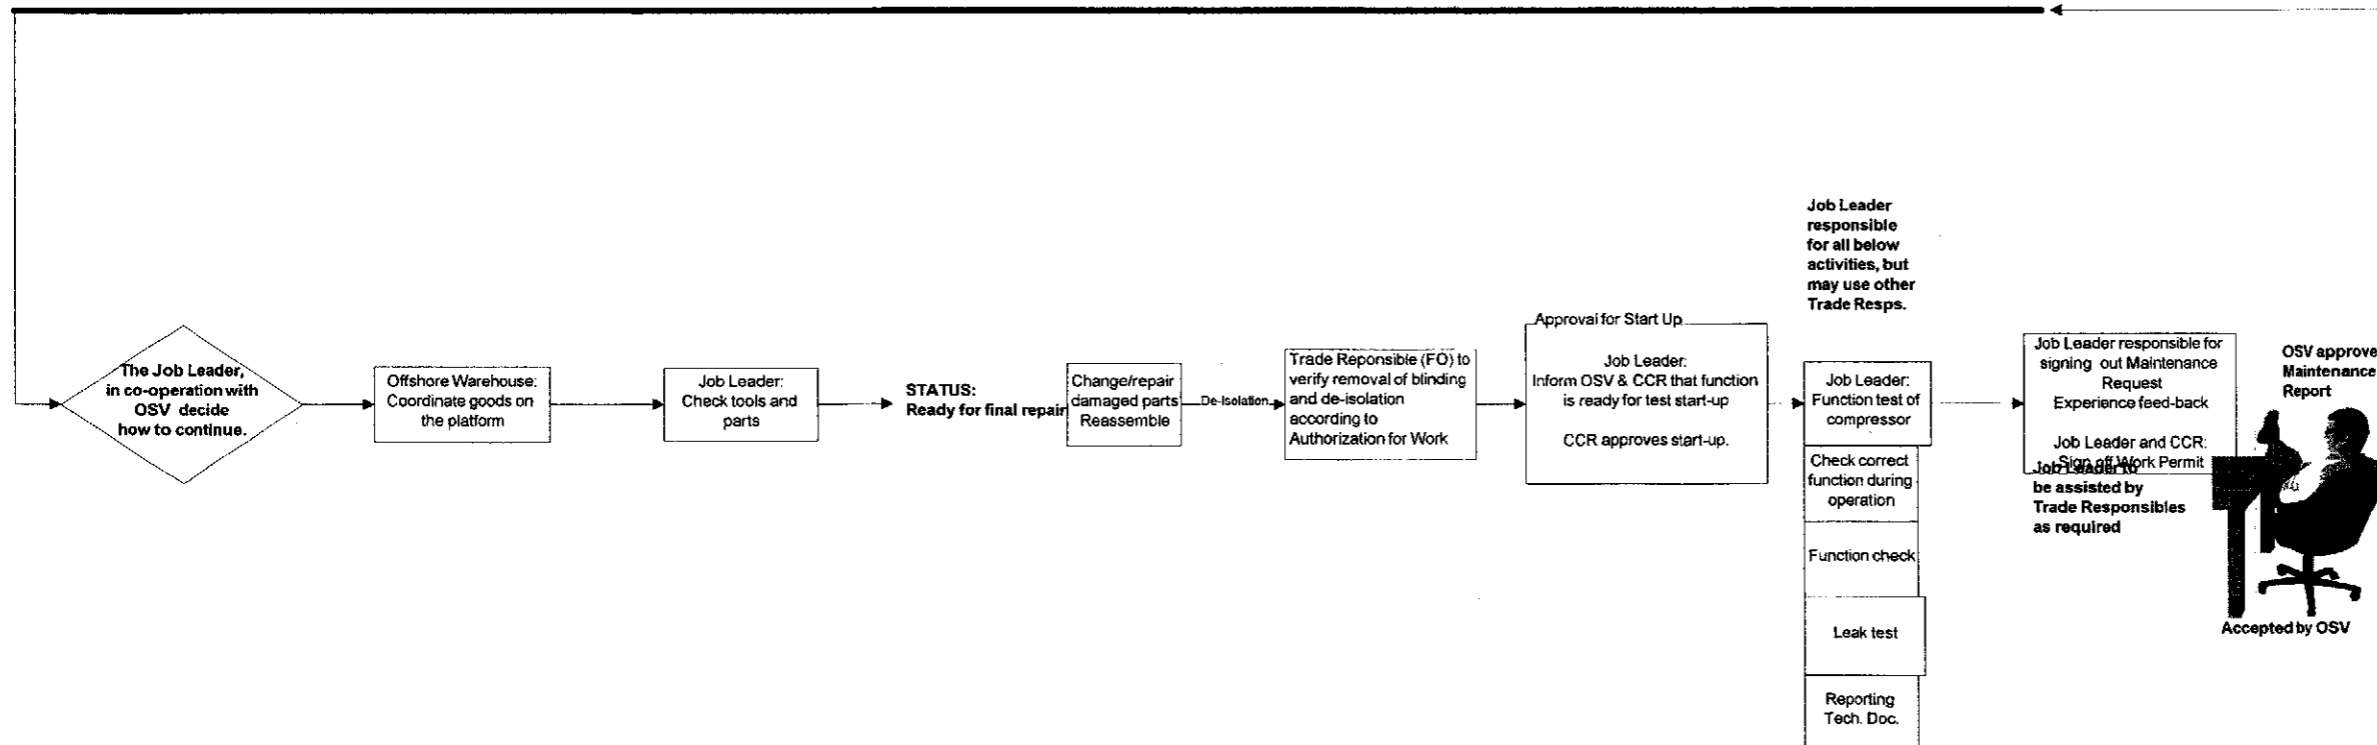 The Job Leader,
in co-operation with
OSV decide
how to continue.
Offshore Warehouse:
Coordinate goods on
the platform
Job Leader:
Check tools and
parts
STATUS:
Ready for final repair
Change/repair
damaged parts
Reassemble
De-Isolation
Trade Reponsible (FO) to
verify removal of blinding
and de-isolation
according to
Authorization for Work
Approval for Start Up
Job Leader:
Inform OSV & CCR that function
is ready for test start-up
CCR approves start-up.
Job Leader
responsible
for all below
activities, but
may use other
Trade Resps.
Job Leader:
Function test of
compressor
Check correct
function during
operation
Function check
Leak test
Reporting
Tech. Doc.
Job Leader responsible for
signing out Maintenance
Request
Experience feed-back
Job Leader and CCR:
Sign off Work Permit
Job Leader to
be assisted by
Trade Responsibles
as required
OSV approve
Maintenance
Report
Accepted by OSV